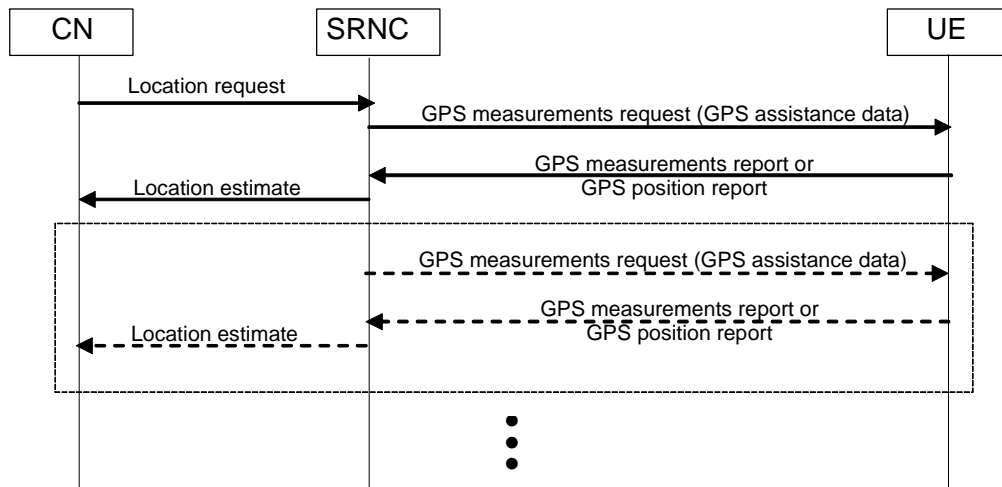 CN
SRNC
UE
Location request
GPS measurements request (GPS assistance data)
GPS measurements report or
GPS position report
Location estimate
GPS measurements request (GPS assistance data)
GPS measurements report or
GPS position report
Location estimate